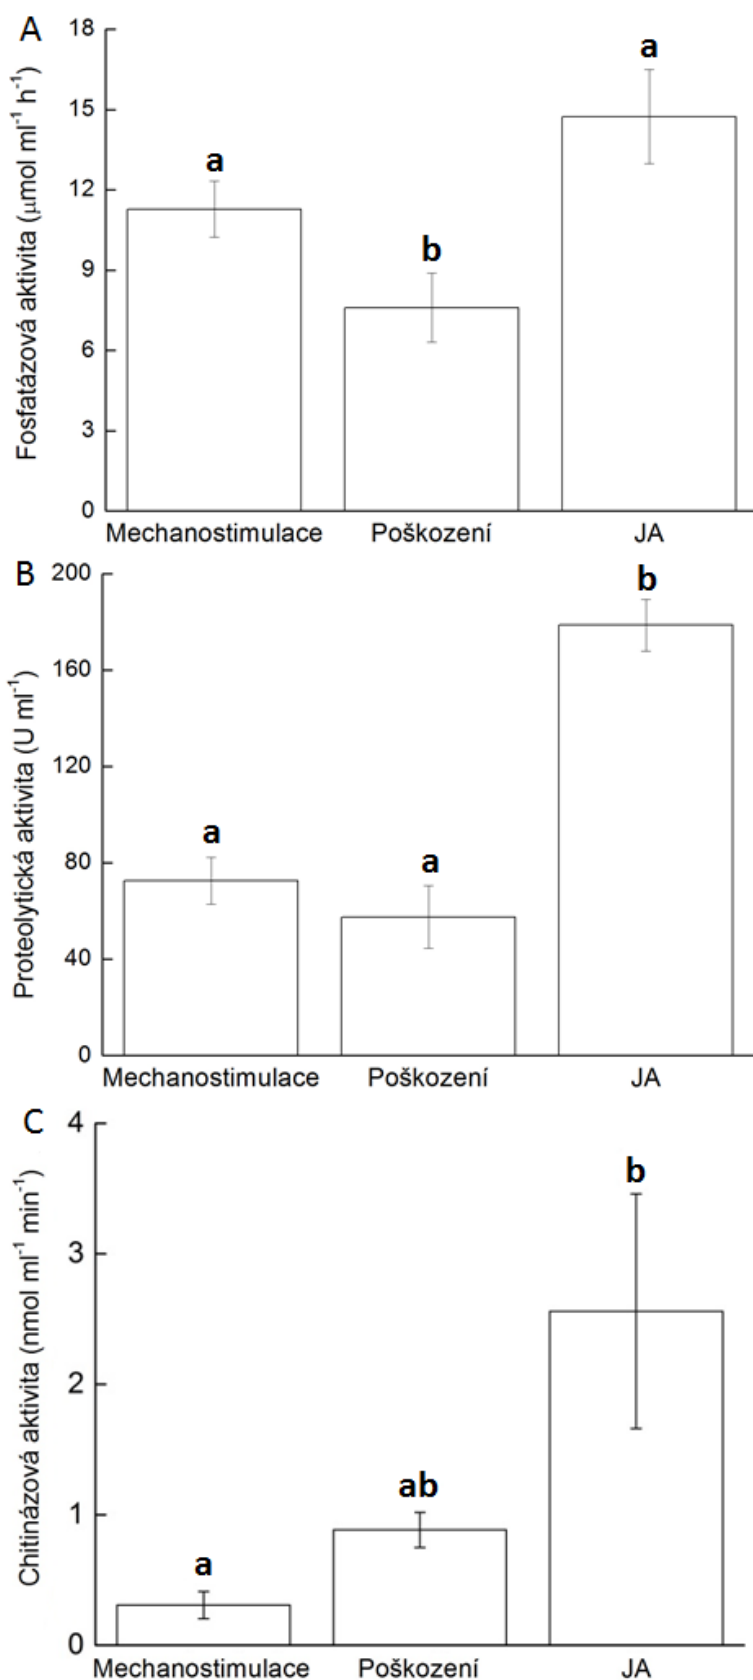 A
Fosfatázová aktivita (μmol ml⁻¹ h⁻¹)
18
15
12
9
6
3
0
a
b
a
Mechanostimulace Poškození JA
B
Proteolytická aktivita (U ml⁻¹)
200
160
120
80
40
0
a
a
b
Mechanostimulace Poškození JA
C
Chitinázová aktivita (nmol ml⁻¹ min⁻¹)
4
3
2
1
0
a
ab
b
Mechanostimulace Poškození JA